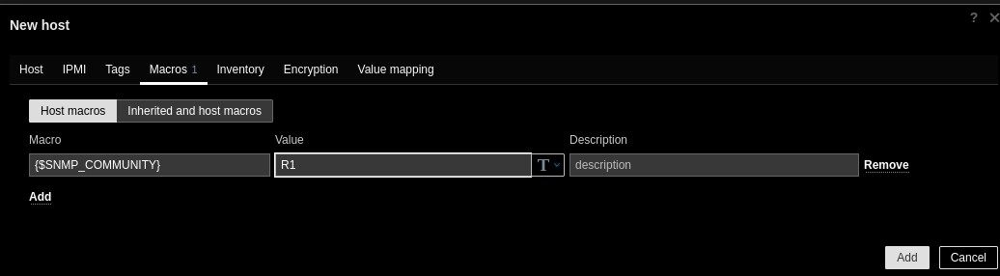 New host
?
Host IPMI Tags Macros 1 Inventory Encryption Value mapping
Host macros Inherited and host macros
Macro Value Description
{$SNMP_COMMUNITY} R1 T description Remove
Add
Add Cancel